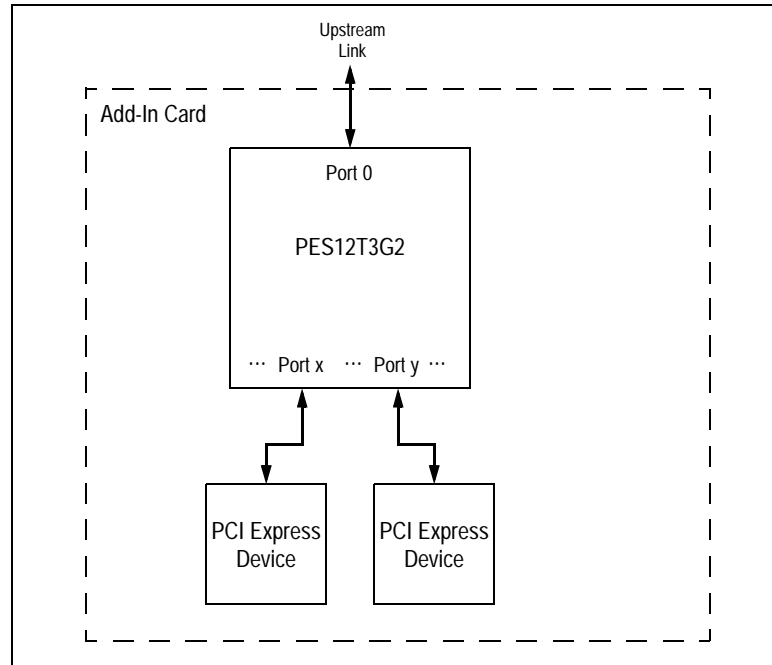 Upstream
Link
Add-In Card
Port 0
PES12T3G2
··· Port x ··· Port y ···
PCI Express
Device
PCI Express
Device